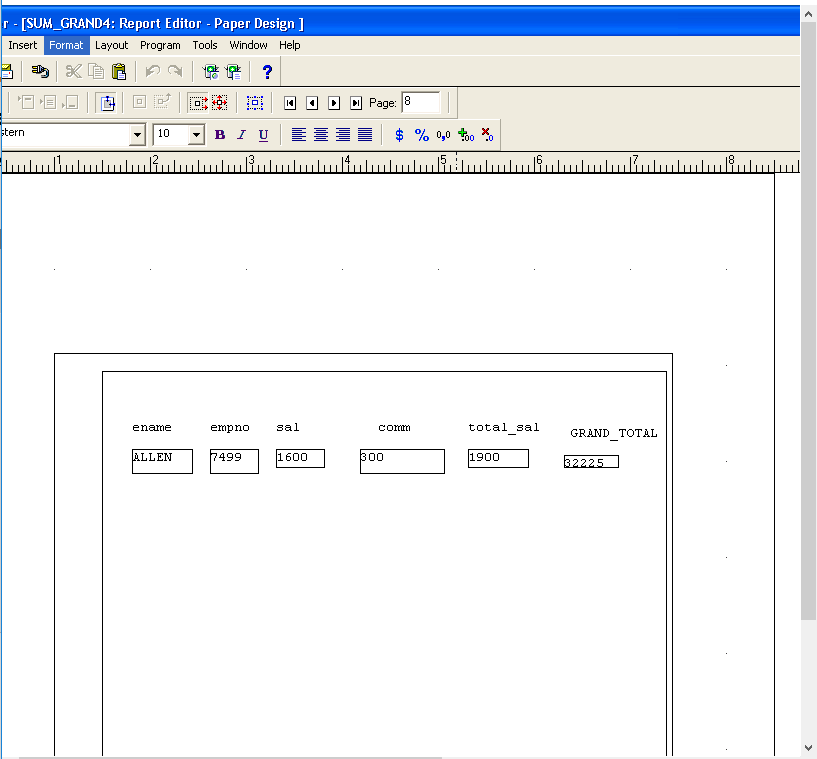 r - [SUM_GRAND4: Report Editor - Paper Design ]
Insert Format Layout Program Tools Window Help
Page: 8
stern 10 B I U $ % 0,0 .00 .0
1 2 3 4 5 6 7 8
ename empno sal comm total_sal GRAND_TOTAL
ALLEN 7499 1600 300 1900 32225